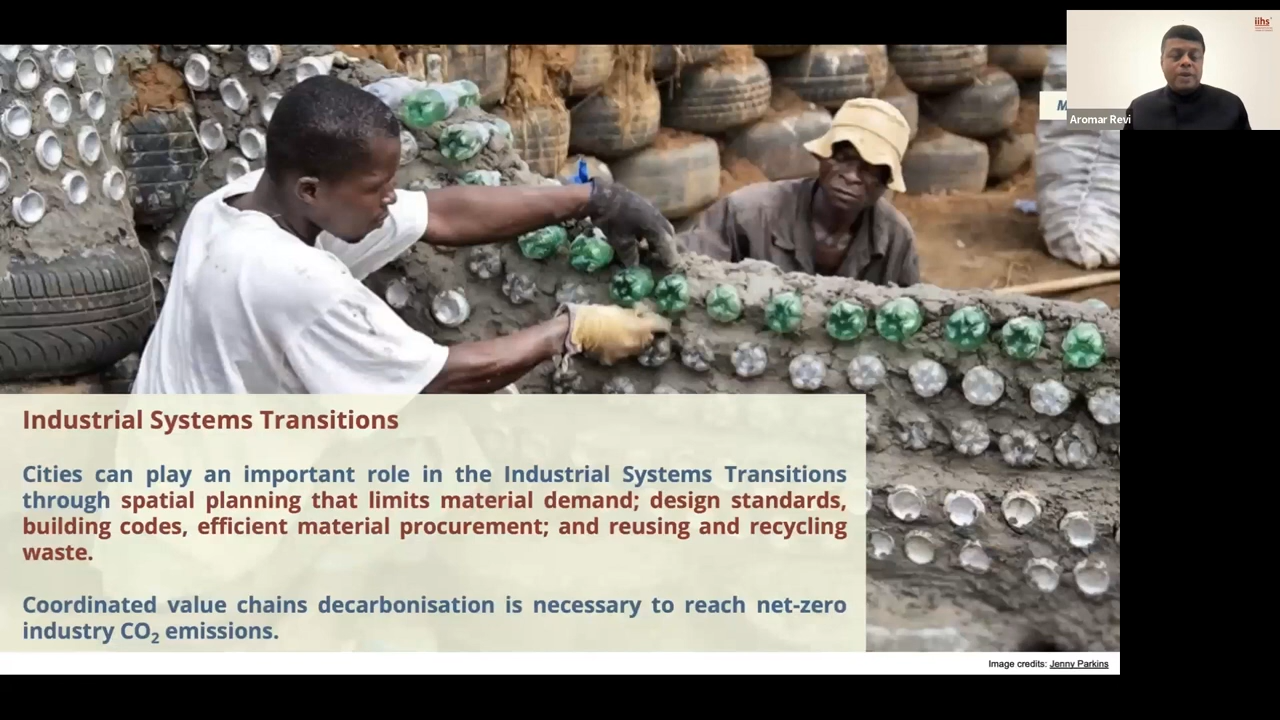 iihs
M
Aromar Revi
Industrial Systems Transitions
Cities can play an important role in the Industrial Systems Transitions
through spatial planning that limits material demand; design standards,
building codes, efficient material procurement; and reusing and recycling
waste.
Coordinated value chains decarbonisation is necessary to reach net-zero
industry CO₂ emissions.
Image credits: Jenny Parkins